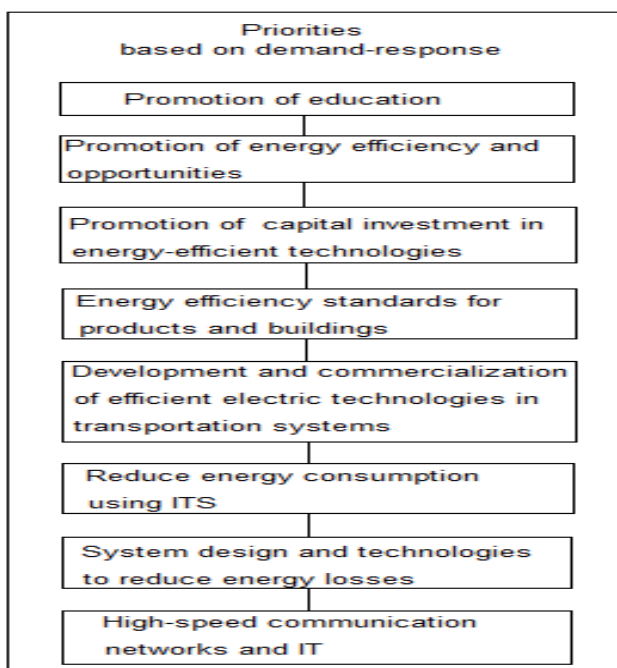 Priorities
based on demand-response
Promotion of education
Promotion of energy efficiency and
opportunities
Promotion of capital investment in
energy-efficient technologies
Energy efficiency standards for
products and buildings
Development and commercialization
of efficient electric technologies in
transportation systems
Reduce energy consumption
using ITS
System design and technologies
to reduce energy losses
High-speed communication
networks and IT